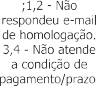 ;1,2 - Não
respondeu e-mail
de homologação.
3,4 - Não atende
a condição de
pagamento/prazo